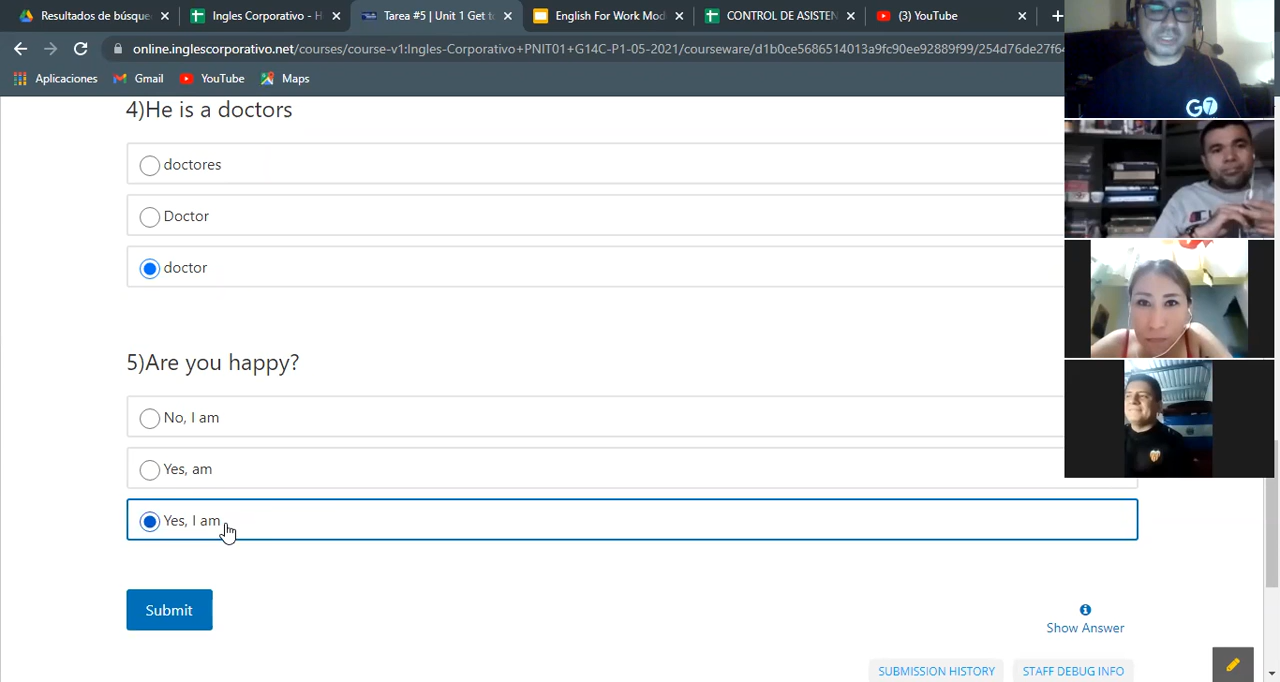 Resultados de búsque
Ingles Corporativo - H
Tarea #5 | Unit 1 Get t
English For Work Mod
CONTROL DE ASISTEN
(3) YouTube
online.inglescorporativo.net/courses/course-v1:Ingles-Corporativo+PNIT01+G14C-P1-05-2021/courseware/d1b0ce5686514013a9fc90ee92889f99/254d76de27f64
Aplicaciones
Gmail
YouTube
Maps
G7
4)He is a doctors
doctores
Doctor
doctor
5)Are you happy?
No, I am
Yes, am
Yes, I am
Submit
Show Answer
SUBMISSION HISTORY
STAFF DEBUG INFO